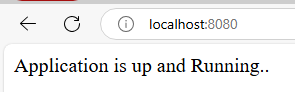 localhost:8080
Application is up and Running..